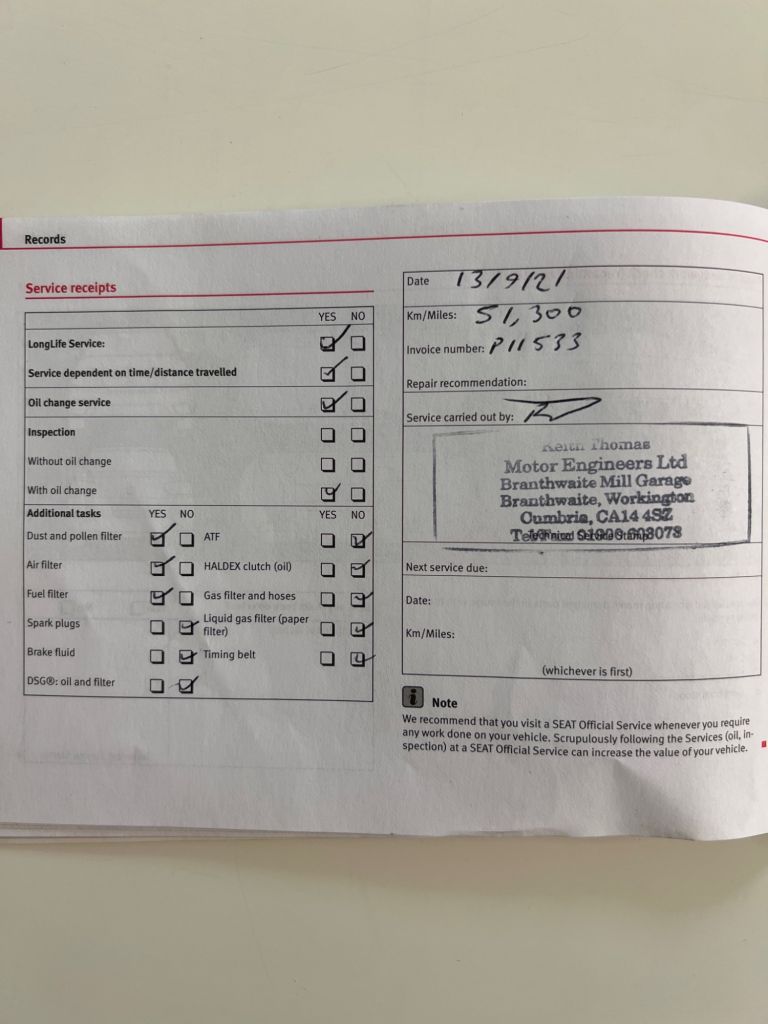 Records
Service receipts
YES NO
LongLife Service:
Service dependent on time/distance travelled
Oil change service
Inspection
Without oil change
With oil change
Additional tasks YES NO YES NO
Dust and pollen filter ATF
Air filter HALDEX clutch (oil)
Fuel filter Gas filter and hoses
Spark plugs Liquid gas filter (paper
filter)
Brake fluid Timing belt
DSG®: oil and filter
Date 13/9/21
Km/Miles: 51,300
Invoice number: P11533
Repair recommendation:
Service carried out by:
Keith Thomas
Motor Engineers Ltd
Branthwaite Mill Garage
Branthwaite, Workington
Cumbria, CA14 4SZ
Next service due:
Date:
Km/Miles:
(whichever is first)
i Note
We recommend that you visit a SEAT Official Service whenever you require
any work done on your vehicle. Scrupulously following the Services (oil, in-
spection) at a SEAT Official Service can increase the value of your vehicle.